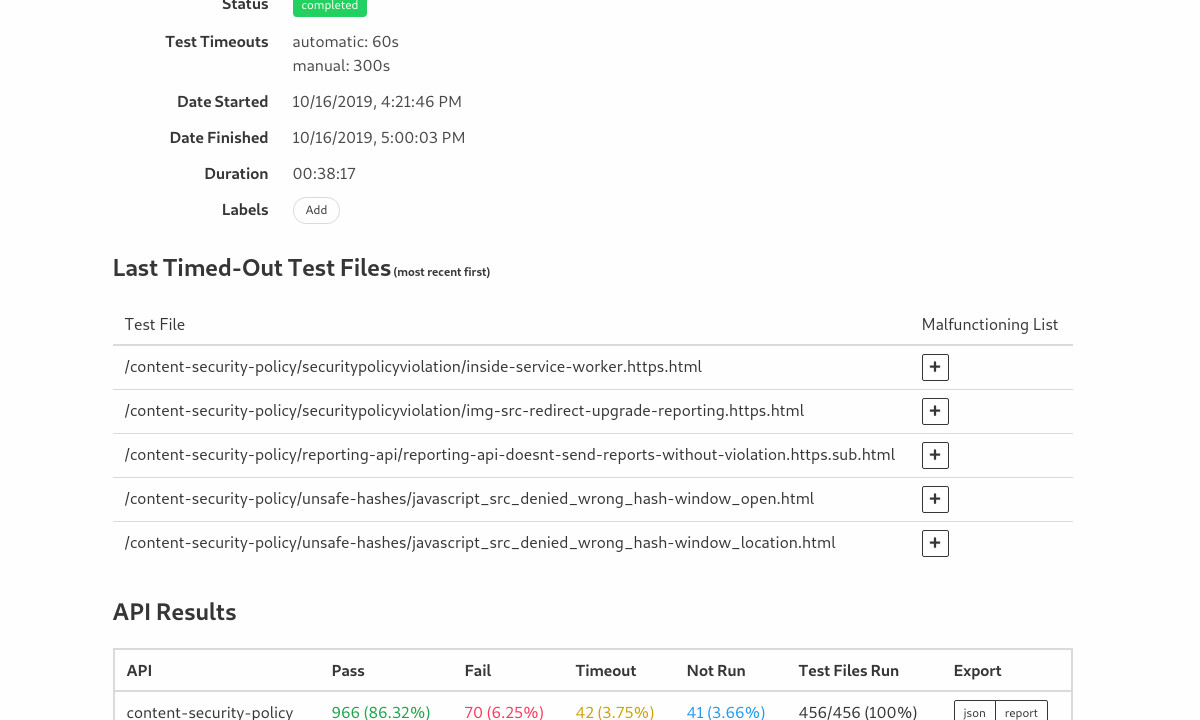 Status completed
Test Timeouts automatic: 60s
manual: 300s
Date Started 10/16/2019, 4:21:46 PM
Date Finished 10/16/2019, 5:00:03 PM
Duration 00:38:17
Labels Add
Last Timed-Out Test Files (most recent first)
Test File Malfunctioning List
/content-security-policy/securitypolicyviolation/inside-service-worker.https.html +
/content-security-policy/securitypolicyviolation/img-src-redirect-upgrade-reporting.https.html +
/content-security-policy/reporting-api/reporting-api-doesnt-send-reports-without-violation.https.sub.html +
/content-security-policy/unsafe-hashes/javascript_src_denied_wrong_hash-window_open.html +
/content-security-policy/unsafe-hashes/javascript_src_denied_wrong_hash-window_location.html +
API Results
API Pass Fail Timeout Not Run Test Files Run Export
content-security-policy 966 (86.32%) 70 (6.25%) 42 (3.75%) 41 (3.66%) 456/456 (100%) json report